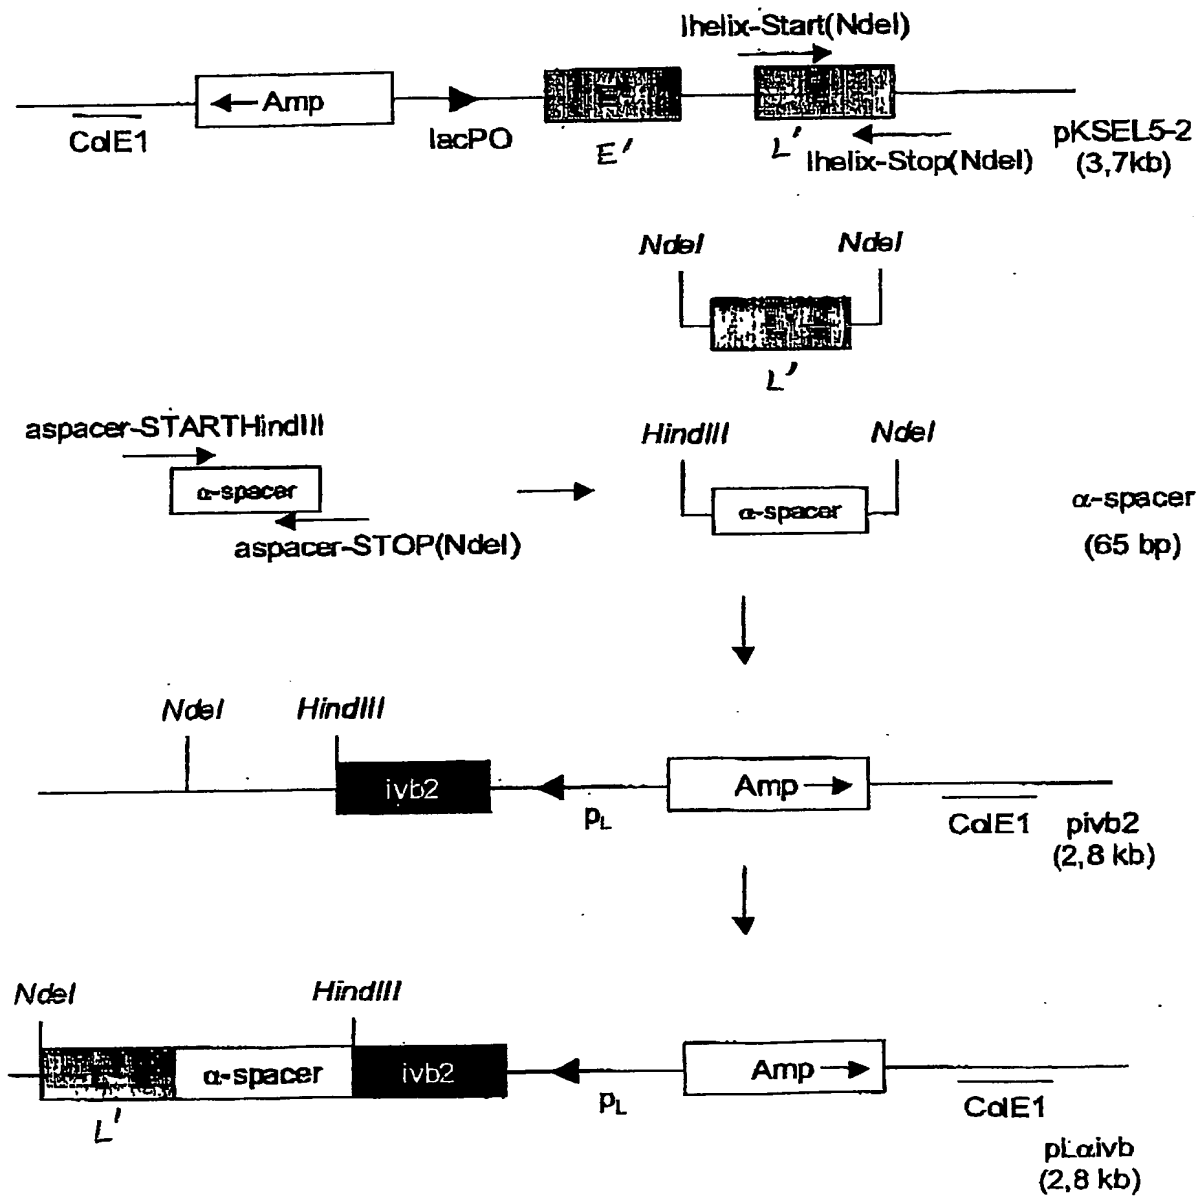 lhelix-Start(NdeI)
Amp
ColE1
lacPO
E'
L'
lhelix-Stop(NdeI)
pKSEL5-2
(3,7kb)
NdeI
NdeI
L'
aspacer-STARTHindIII
α-spacer
aspacer-STOP(NdeI)
HindIII
NdeI
α-spacer
α-spacer
(65 bp)
NdeI
HindIII
ivb2
pL
Amp
ColE1
pivb2
(2,8 kb)
NdeI
HindIII
L'
α-spacer
ivb2
pL
Amp
ColE1
pLαivb
(2,8 kb)